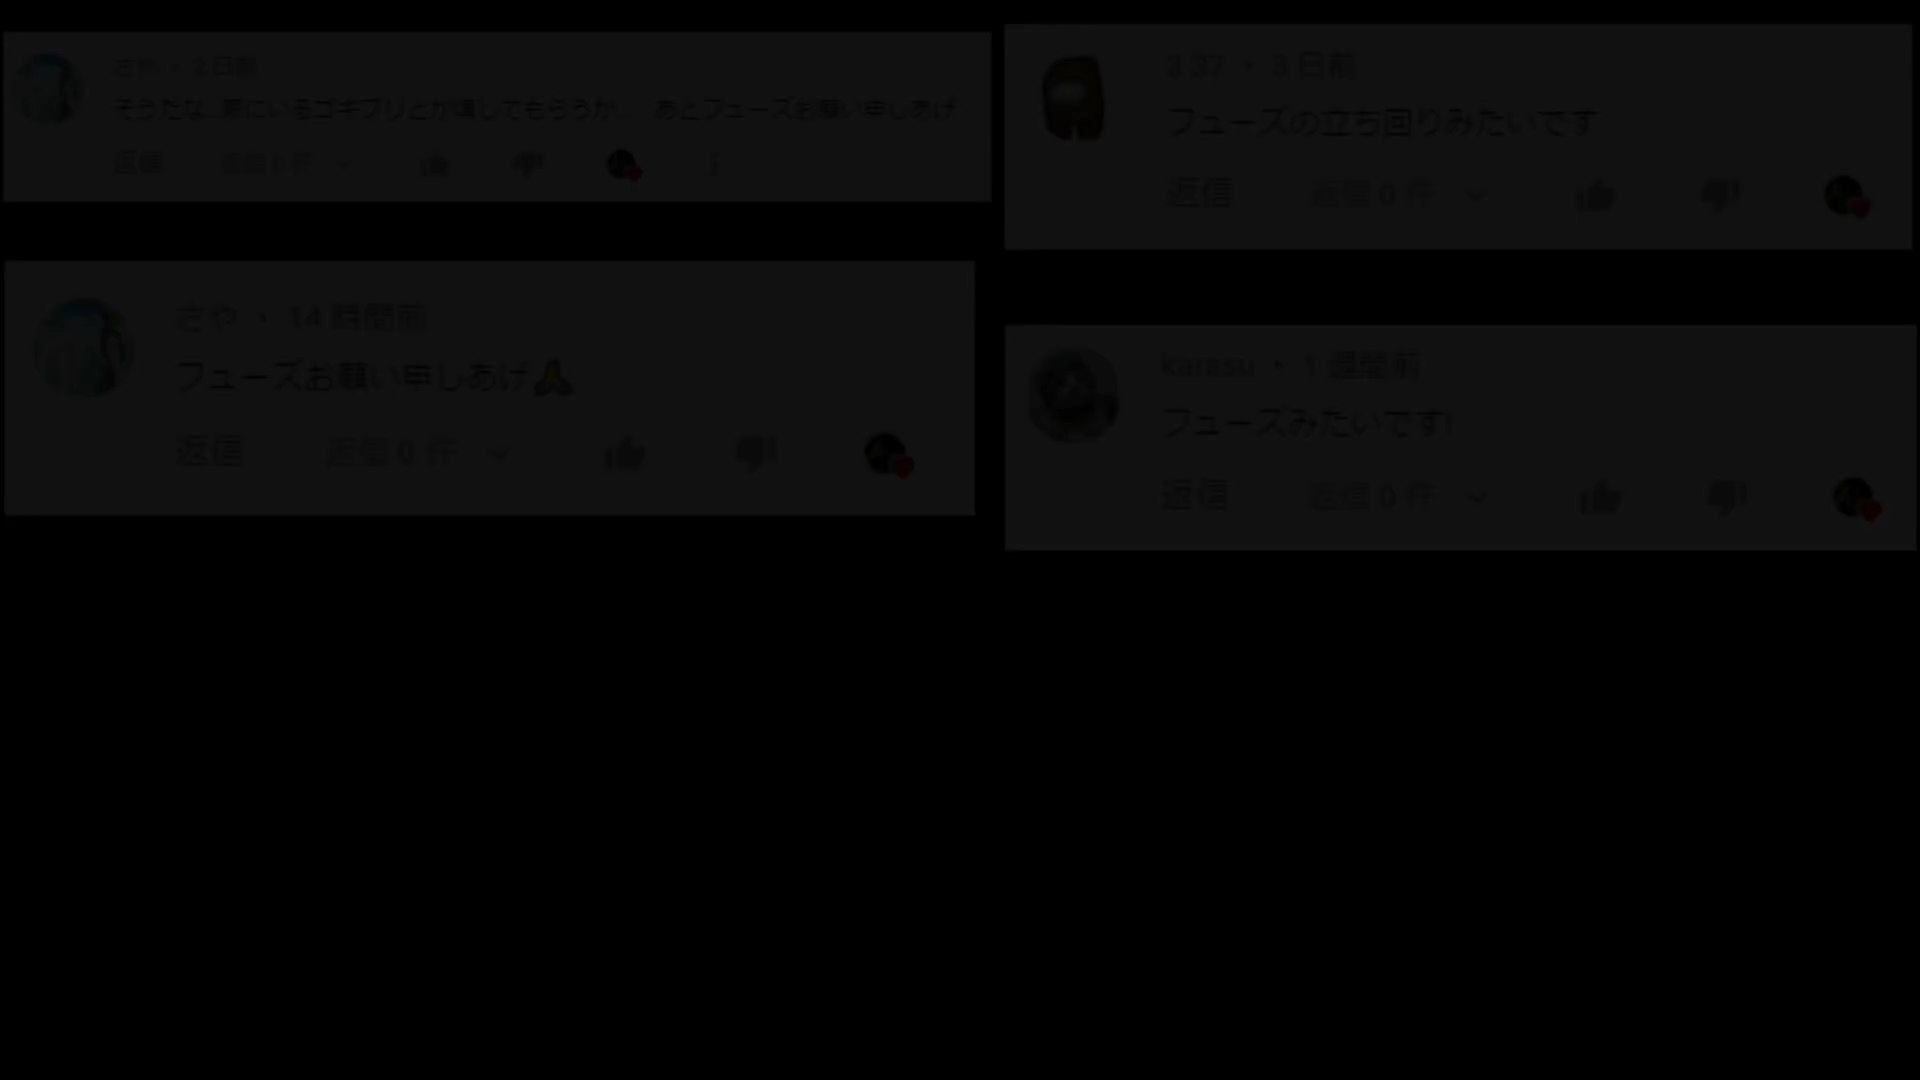 さや · 2 日前
そうだな...家にいるゴキブリとか壊してもらうか... あとフューズお願い申しあげ
返信 返信 0 件
3 37 · 3 日前
フューズの立ち回りみたいです
返信 返信 0 件
さや · 14 時間前
フューズお願い申しあげ🙏
返信 返信 0 件
karasu · 1 週間前
フューズみたいです!
返信 返信 0 件